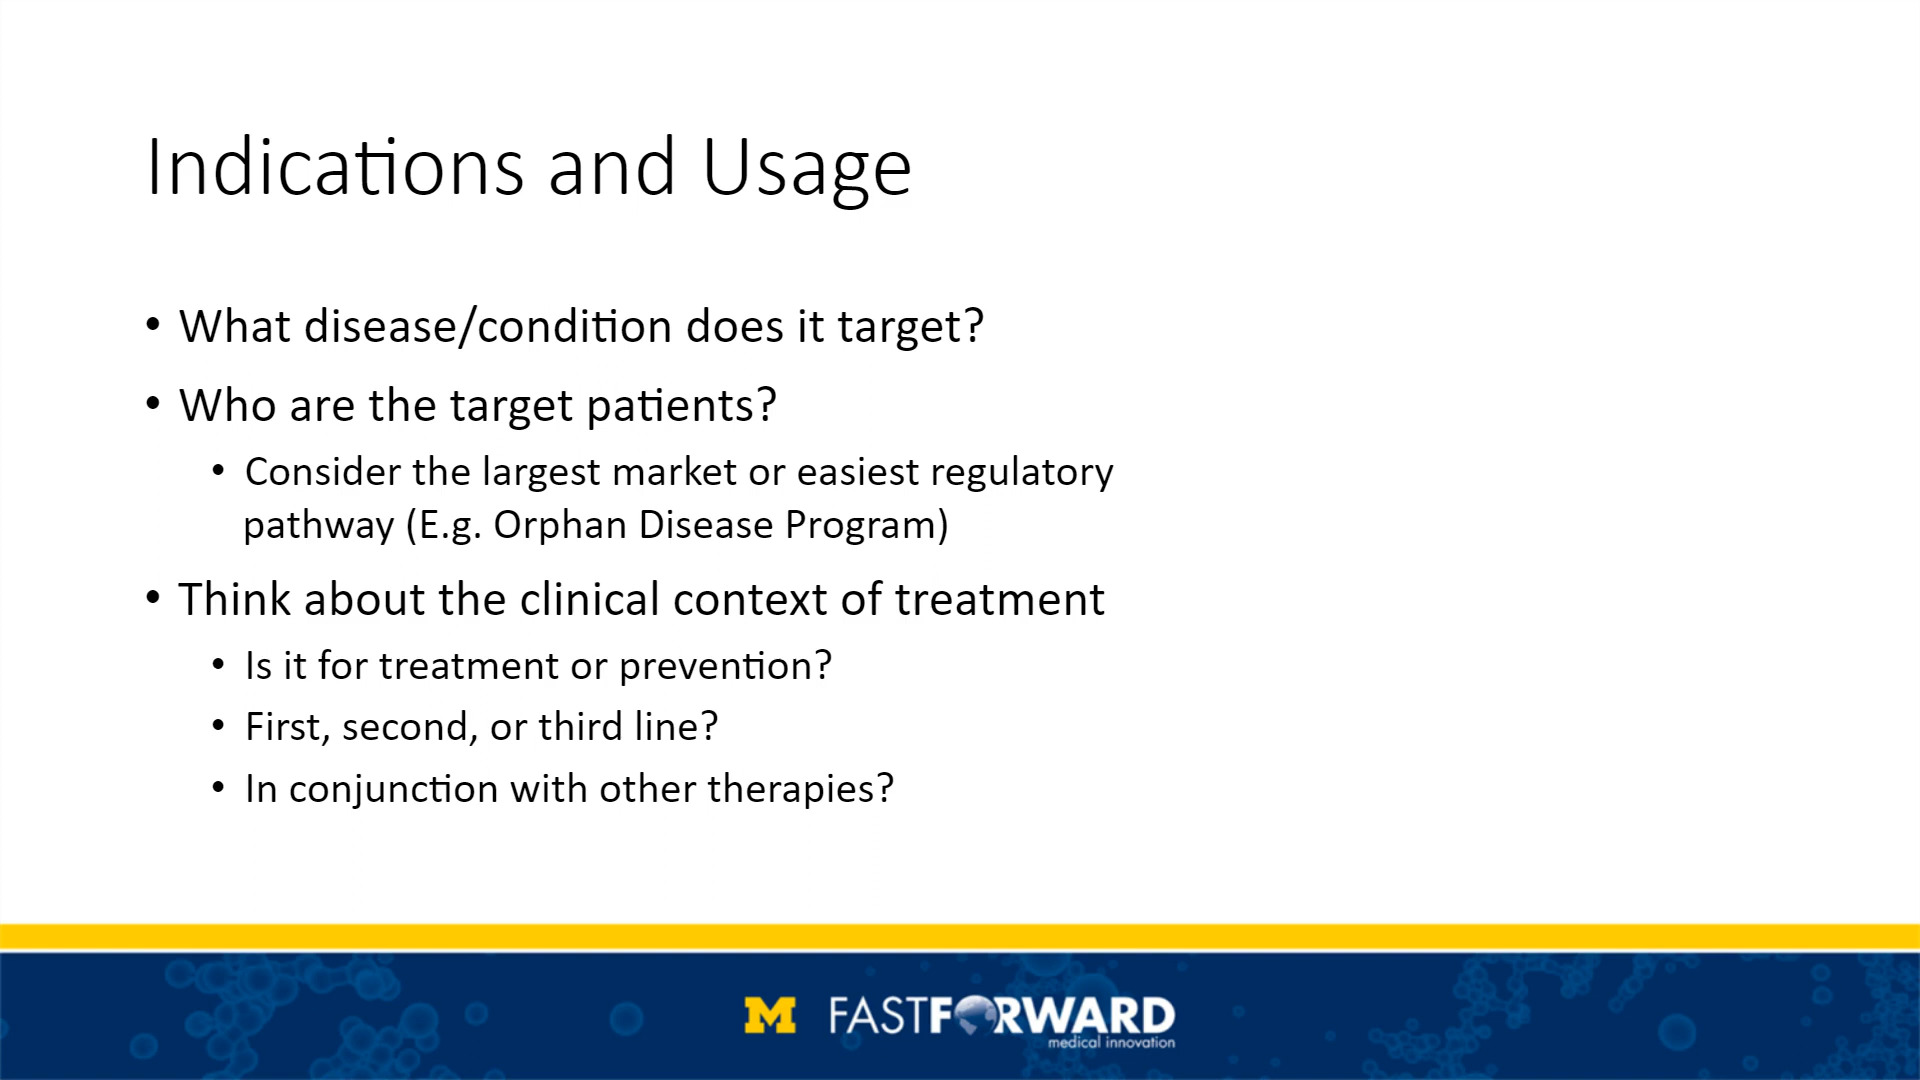 Indications and Usage
• What disease/condition does it target?
• Who are the target patients?
• Consider the largest market or easiest regulatory
pathway (E.g. Orphan Disease Program)
• Think about the clinical context of treatment
• Is it for treatment or prevention?
• First, second, or third line?
• In conjunction with other therapies?
M FASTFORWARD
medical innovation